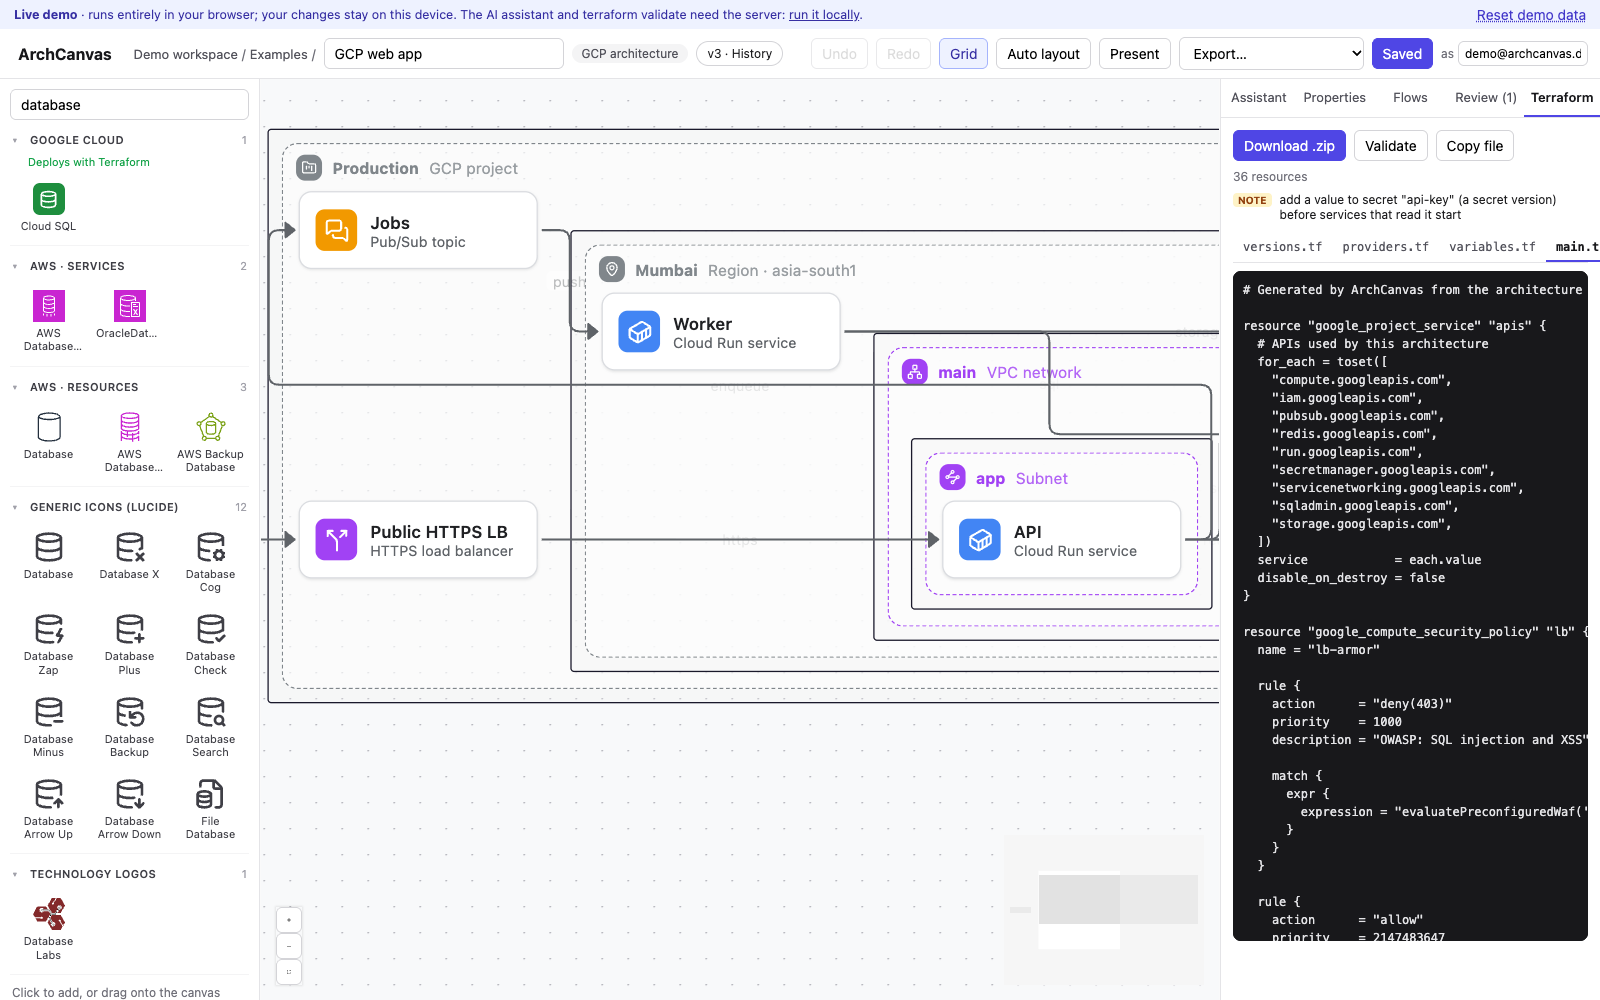 Live demo · runs entirely in your browser; your changes stay on this device. The AI assistant and terraform validate need the server: run it locally.
Reset demo data
ArchCanvas
Demo workspace / Examples /
GCP web app
GCP architecture
v3 · History
Undo
Redo
Grid
Auto layout
Present
Export...
Saved
as
demo@archcanvas.d
database
GOOGLE CLOUD
1
Deploys with Terraform
Cloud SQL
AWS · SERVICES
2
AWS
Database...
OracleDat...
AWS · RESOURCES
3
Database
AWS
Database...
AWS Backup
Database
GENERIC ICONS (LUCIDE)
12
Database
Database X
Database
Cog
Database
Zap
Database
Plus
Database
Check
Database
Minus
Database
Backup
Database
Search
Database
Arrow Up
Database
Arrow Down
File
Database
TECHNOLOGY LOGOS
1
Database
Labs
Click to add, or drag onto the canvas
Production GCP project
Jobs
Pub/Sub topic
push
Mumbai Region · asia-south1
Worker
Cloud Run service
storag
enqueue
main VPC network
app Subnet
Public HTTPS LB
HTTPS load balancer
https
API
Cloud Run service
Assistant
Properties
Flows
Review (1)
Terraform
Download .zip
Validate
Copy file
36 resources
NOTE add a value to secret "api-key" (a secret version)
before services that read it start
versions.tf
providers.tf
variables.tf
main.t
# Generated by ArchCanvas from the architecture
resource "google_project_service" "apis" {
# APIs used by this architecture
for_each = toset([
"compute.googleapis.com",
"iam.googleapis.com",
"pubsub.googleapis.com",
"redis.googleapis.com",
"run.googleapis.com",
"secretmanager.googleapis.com",
"servicenetworking.googleapis.com",
"sqladmin.googleapis.com",
"storage.googleapis.com",
])
service = each.value
disable_on_destroy = false
}
resource "google_compute_security_policy" "lb" {
name = "lb-armor"
rule {
action = "deny(403)"
priority = 1000
description = "OWASP: SQL injection and XSS"
match {
expr {
expression = "evaluatePreconfiguredWaf('
}
}
}
rule {
action = "allow"
priority = 2147483647